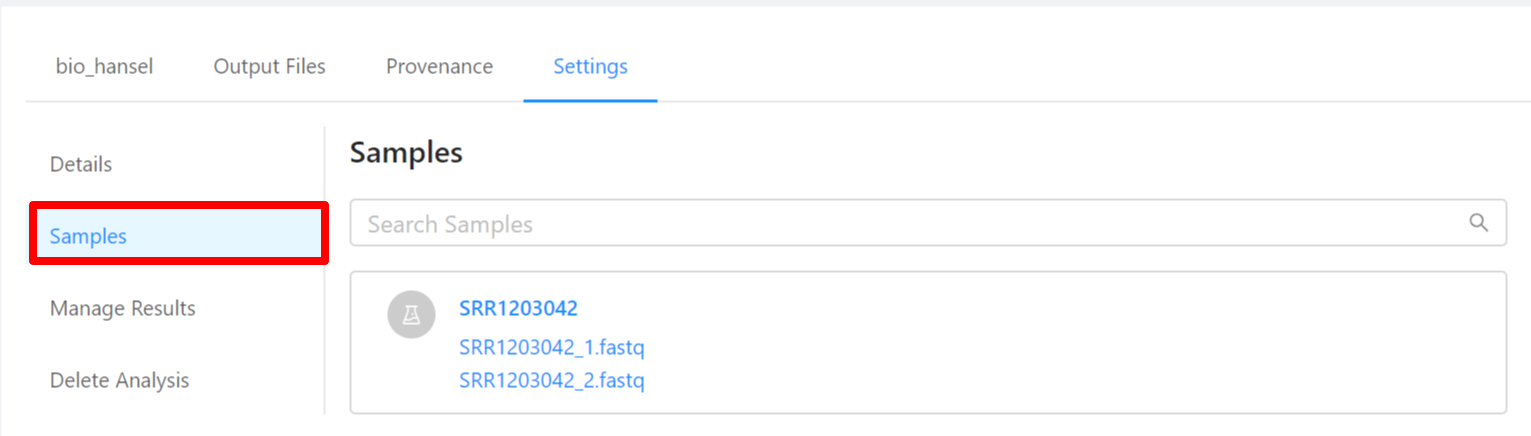 bio_hansel Output Files Provenance Settings
Details
Samples
Manage Results
Delete Analysis
Samples
Search Samples
SRR1203042
SRR1203042_1.fastq
SRR1203042_2.fastq